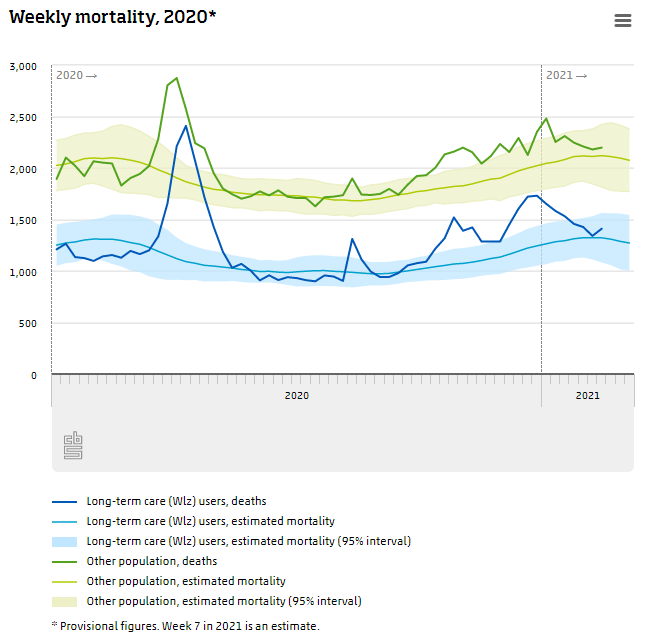 Weekly mortality, 2020*
3,000
2020 →
2021 →
2,500
2,000
1,500
1,000
500
0
2020
2021
Long-term care (Wlz) users, deaths
Long-term care (Wlz) users, estimated mortality
Long-term care (Wlz) users, estimated mortality (95% interval)
Other population, deaths
Other population, estimated mortality
Other population, estimated mortality (95% interval)
* Provisional figures. Week 7 in 2021 is an estimate.